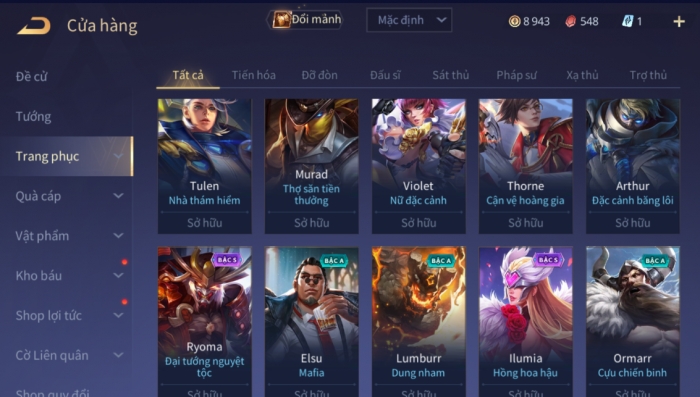 Cửa hàng
Đổi mảnh
Mặc định
8 943
548
1
Đề cử
Tướng
Trang phục
Quà cáp
Vật phẩm
Kho báu
Shop lợi tức
Cờ Liên quân
Shop quy đổi
Tất cả
Tiến hóa
Đỡ đòn
Đấu sĩ
Sát thủ
Pháp sư
Xạ thủ
Trợ thủ
Tulen
Nhà thám hiểm
Sở hữu
Murad
Thợ săn tiền
thưởng
Sở hữu
Violet
Nữ đặc cảnh
Sở hữu
Thorne
Cận vệ hoàng gia
Sở hữu
Arthur
Đặc cảnh băng lôi
Sở hữu
BẬC S
Ryoma
Đại tướng nguyệt
tộc
Sở hữu
BẬC A
Elsu
Mafia
Sở hữu
BẬC A
Lumburr
Dung nham
Sở hữu
BẬC S
Ilumia
Hồng hoa hậu
Sở hữu
BẬC A
Ormarr
Cựu chiến binh
Sở hữu